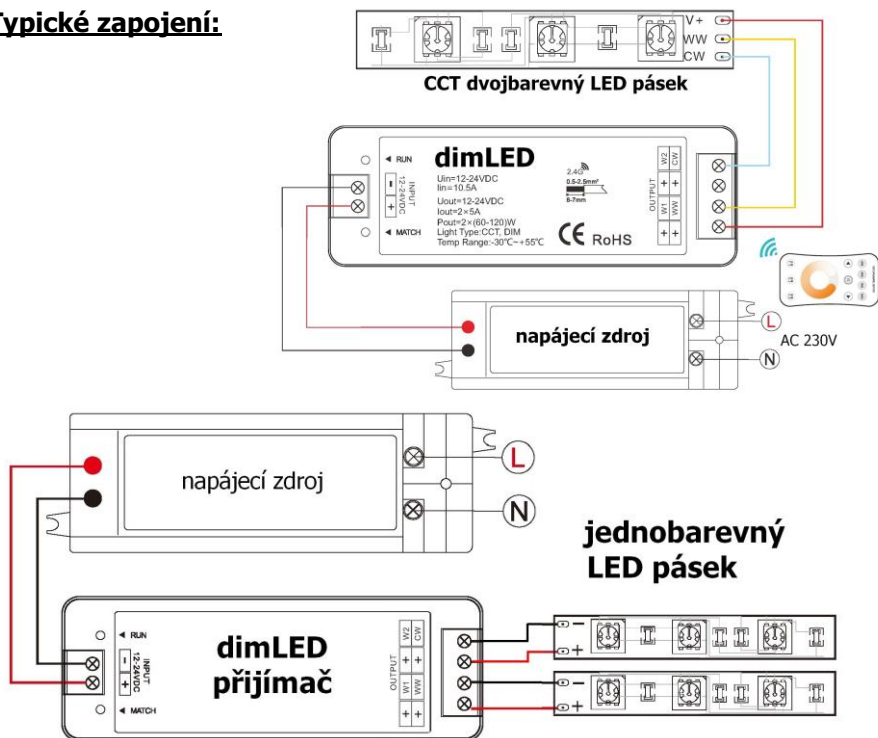 Typické zapojení:
V+
WW
CW
CCT dvojbarevný LED pásek
RUN
INPUT
12-24VDC
MATCH
dimLED
Uin=12-24VDC
Iin=10.5A
Uout=12-24VDC
Iout=2×5A
Pout=2×(60-120)W
Light Type:CCT, DIM
Temp Range:-30℃~+55℃
2.4G
0.5-2.5mm²
6-7mm
CE RoHS
OUTPUT
W2 CW
+ +
W1 WW
+ +
napájecí zdroj
L
N
AC 230V
napájecí zdroj
L
N
jednobarevný
LED pásek
RUN
INPUT
12-24VDC
MATCH
dimLED
přijímač
OUTPUT
W2 CW
+ +
W1 WW
+ +
−
+
−
+